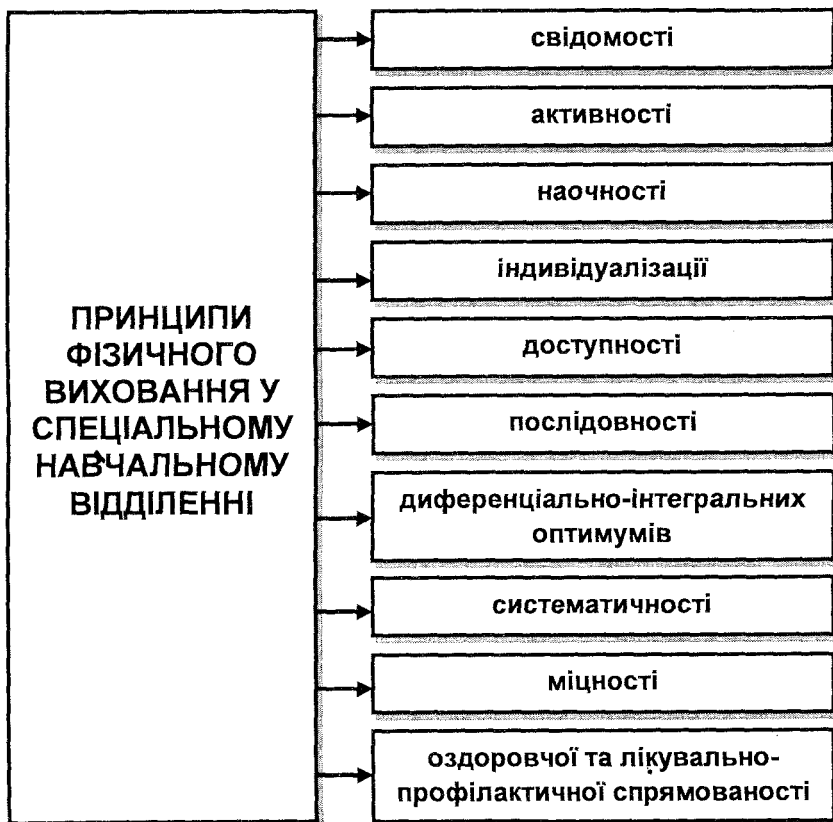 ПРИНЦИПИ
ФІЗИЧНОГО
ВИХОВАННЯ У
СПЕЦІАЛЬНОМУ
НАВЧАЛЬНОМУ
ВІДДІЛЕННІ
свідомості
активності
наочності
індивідуалізації
доступності
послідовності
диференціально-інтегральних
оптимумів
систематичності
міцності
оздоровчої та лікувально-
профілактичної спрямованості